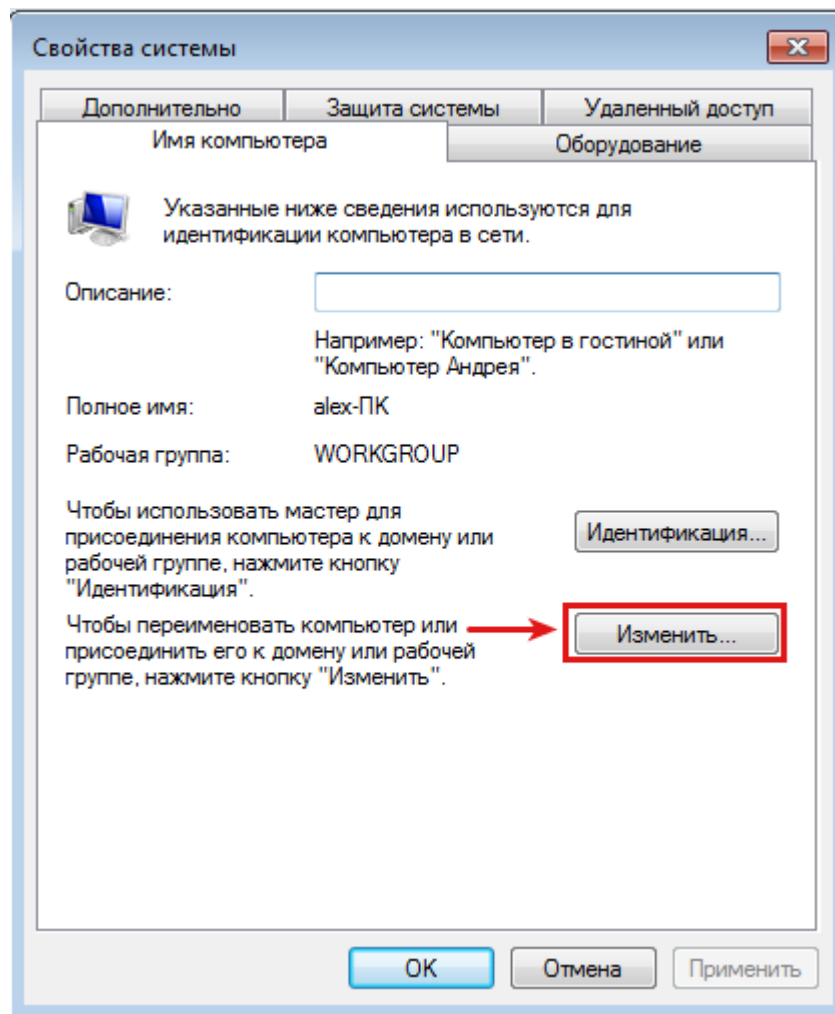 Свойства системы
Дополнительно
Защита системы
Удаленный доступ
Имя компьютера
Оборудование
Указанные ниже сведения используются для
идентификации компьютера в сети.
Описание:
Например: "Компьютер в гостиной" или
"Компьютер Андрея".
Полное имя:
alex-ПК
Рабочая группа:
WORKGROUP
Чтобы использовать мастер для
присоединения компьютера к домену или
рабочей группе, нажмите кнопку
"Идентификация".
Идентификация...
Чтобы переименовать компьютер или
присоединить его к домену или рабочей
группе, нажмите кнопку "Изменить".
Изменить...
OK
Отмена
Применить